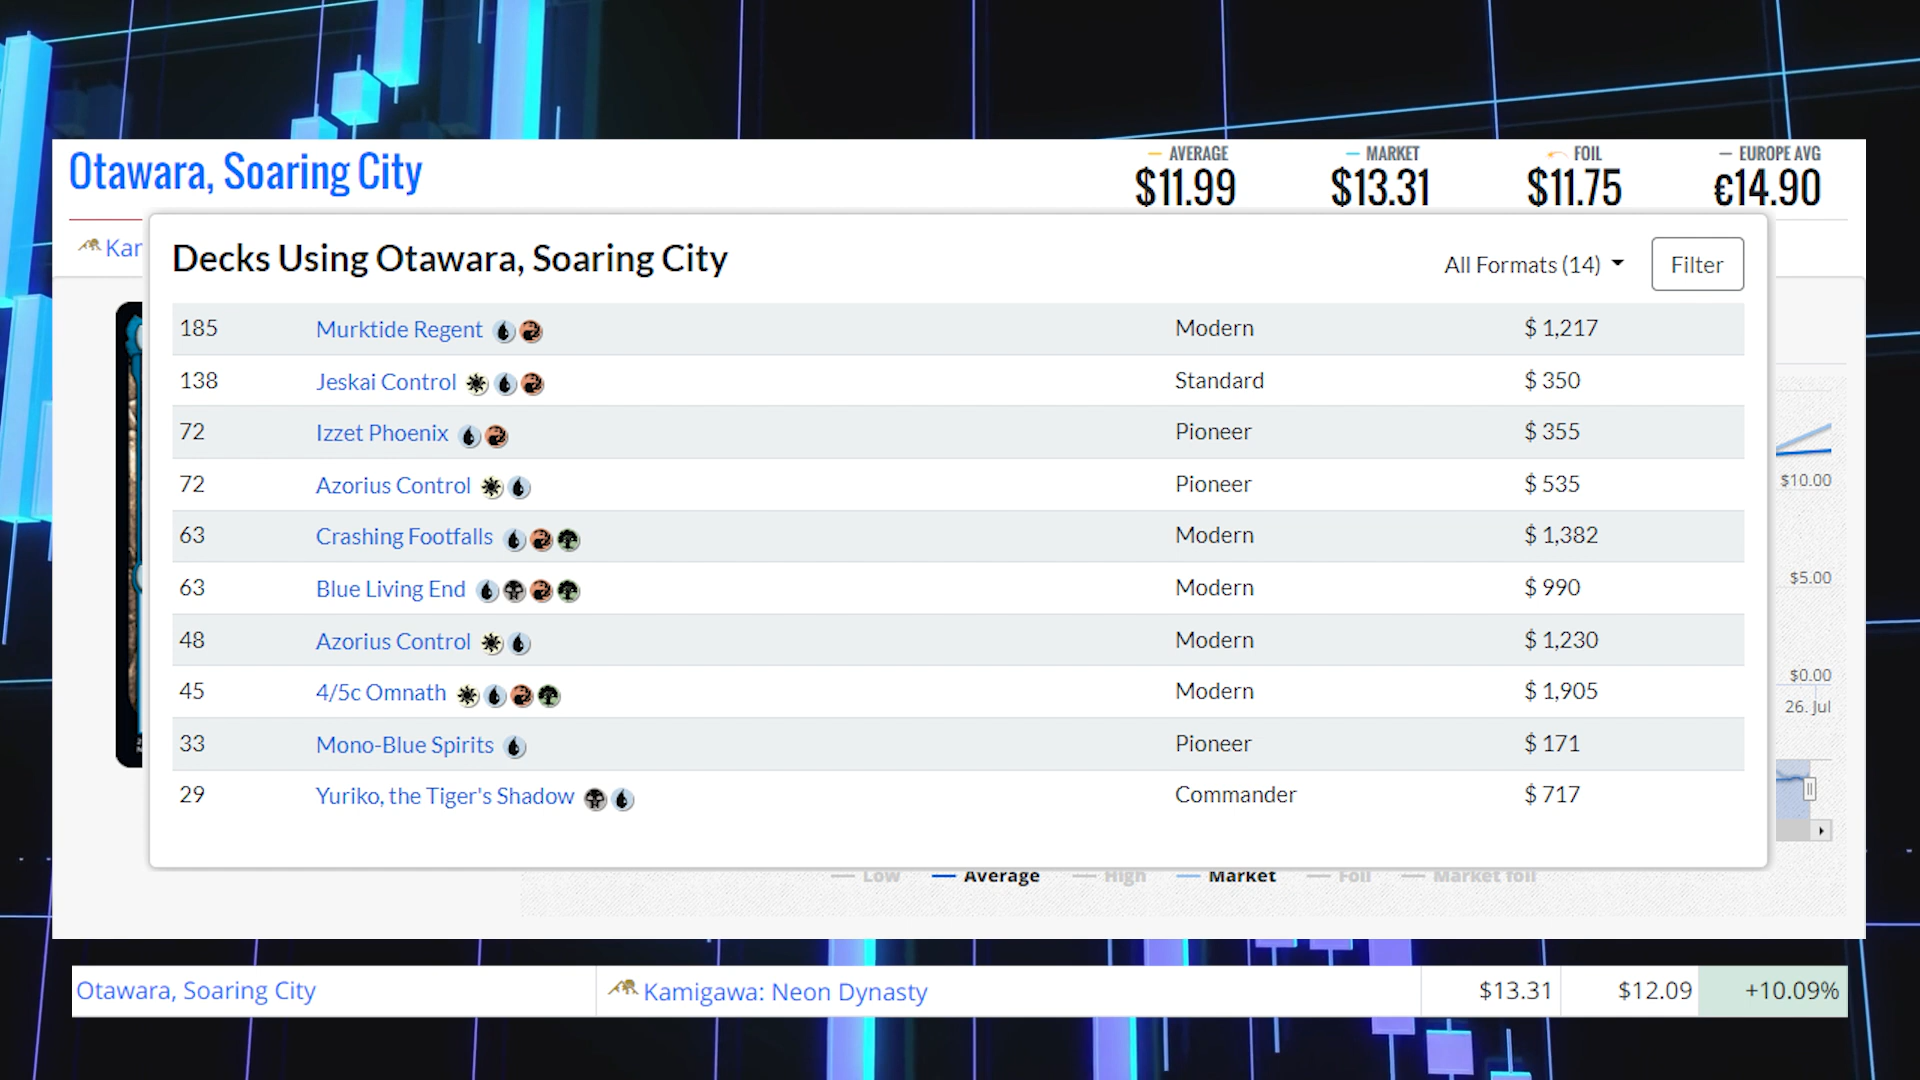 Otawara, Soaring City
AVERAGE
$11.99
MARKET
$13.31
FOIL
$11.75
EUROPE AVG
€14.90
Kar
Decks Using Otawara, Soaring City
All Formats (14)
Filter
185 Murktide Regent Modern $ 1,217
138 Jeskai Control Standard $ 350
72 Izzet Phoenix Pioneer $ 355
72 Azorius Control Pioneer $ 535
63 Crashing Footfalls Modern $ 1,382
63 Blue Living End Modern $ 990
48 Azorius Control Modern $ 1,230
45 4/5c Omnath Modern $ 1,905
33 Mono-Blue Spirits Pioneer $ 171
29 Yuriko, the Tiger's Shadow Commander $ 717
$10.00
$5.00
$0.00
26. Jul
Low Average High Market Foil Market foil
Otawara, Soaring City Kamigawa: Neon Dynasty $13.31 $12.09 +10.09%